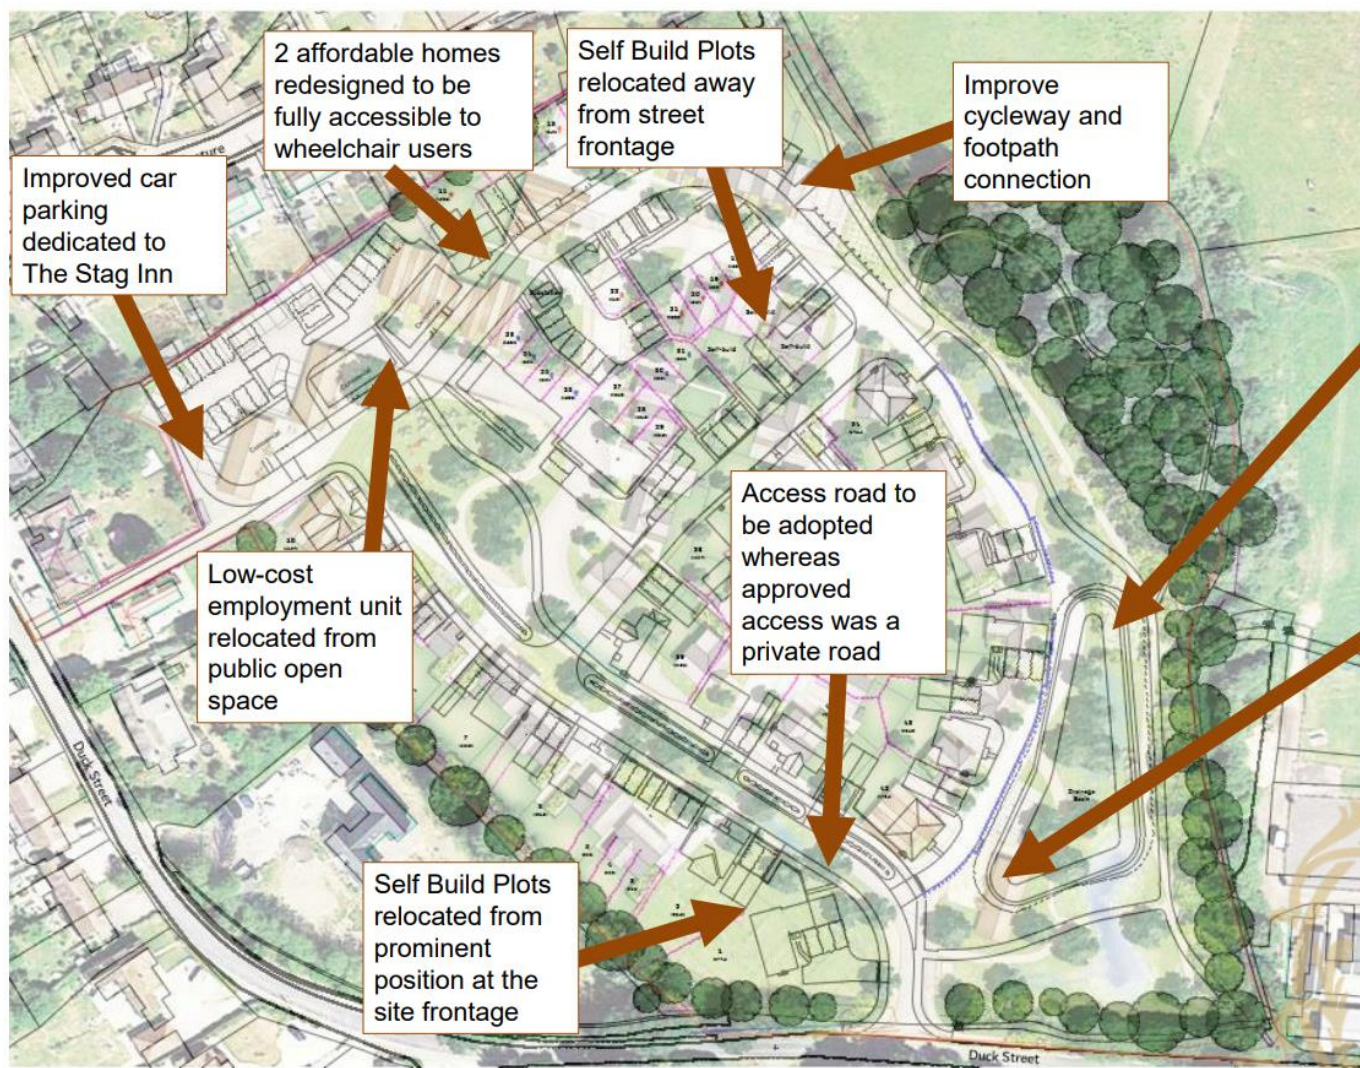 2 affordable homes
redesigned to be
fully accessible to
wheelchair users
Self Build Plots
relocated away
from street
frontage
Improve
cycleway and
footpath
connection
Improved car
parking
dedicated to
The Stag Inn
Access road to
be adopted
whereas
approved
access was a
private road
Low-cost
employment unit
relocated from
public open
space
Self Build Plots
relocated from
prominent
position at the
site frontage
Drainage
Basin
Duck Street
Duck Street